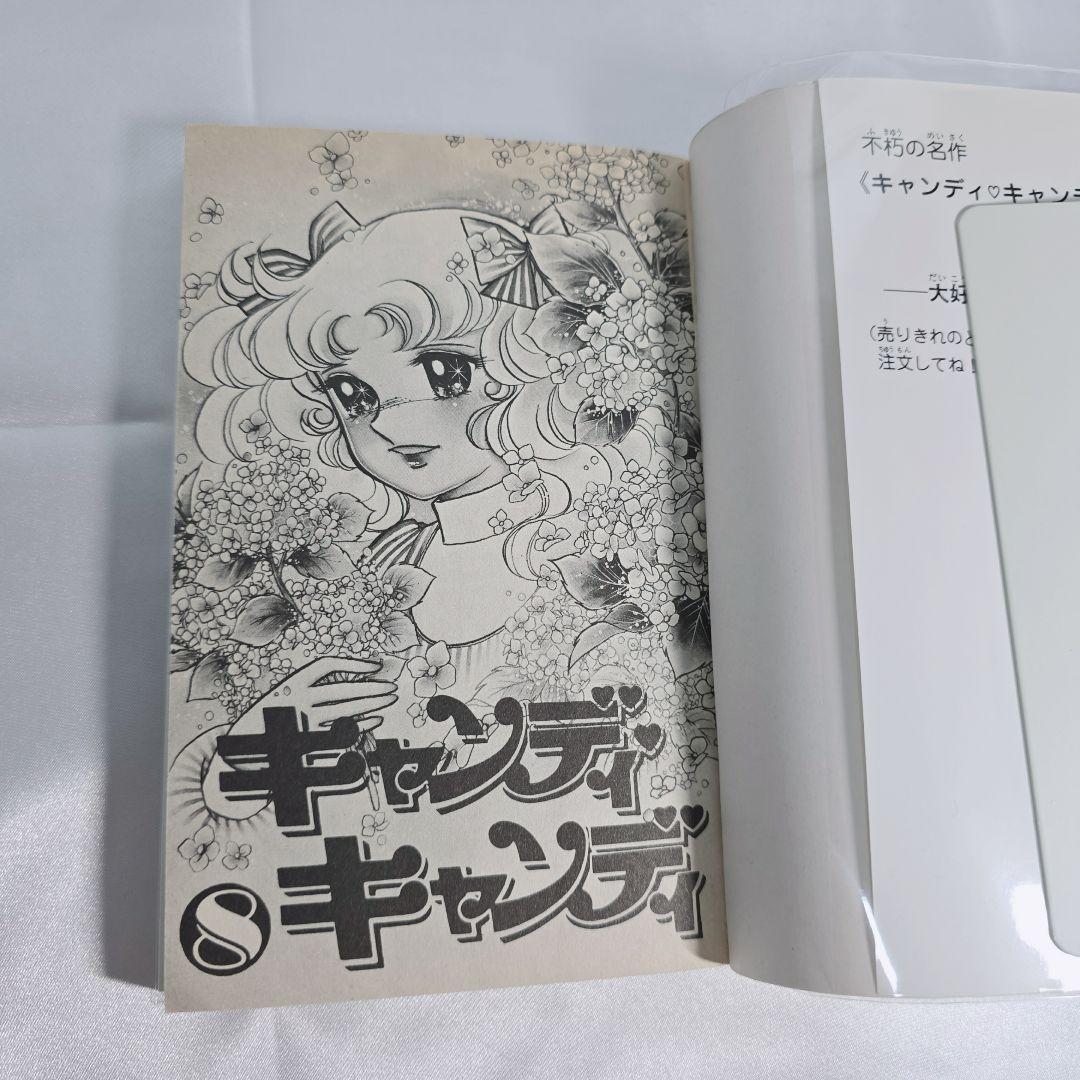 キャンディ
キャンディ
8
不朽の名作
《キャンディ♡キャンデ
──大好
(売りきれのと
注文してね!